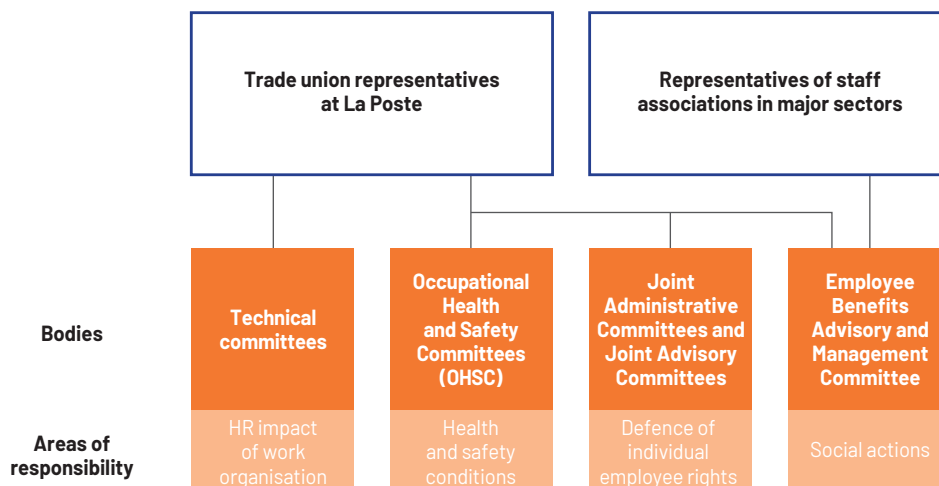 Trade union representatives
at La Poste
Representatives of staff
associations in major sectors
Bodies
Technical
committees
Occupational
Health
and Safety
Committees
(OHSC)
Joint
Administrative
Committees and
Joint Advisory
Committees
Employee
Benefits
Advisory and
Management
Committee
Areas of
responsibility
HR impact
of work
organisation
Health
and safety
conditions
Defence of
individual
employee rights
Social actions